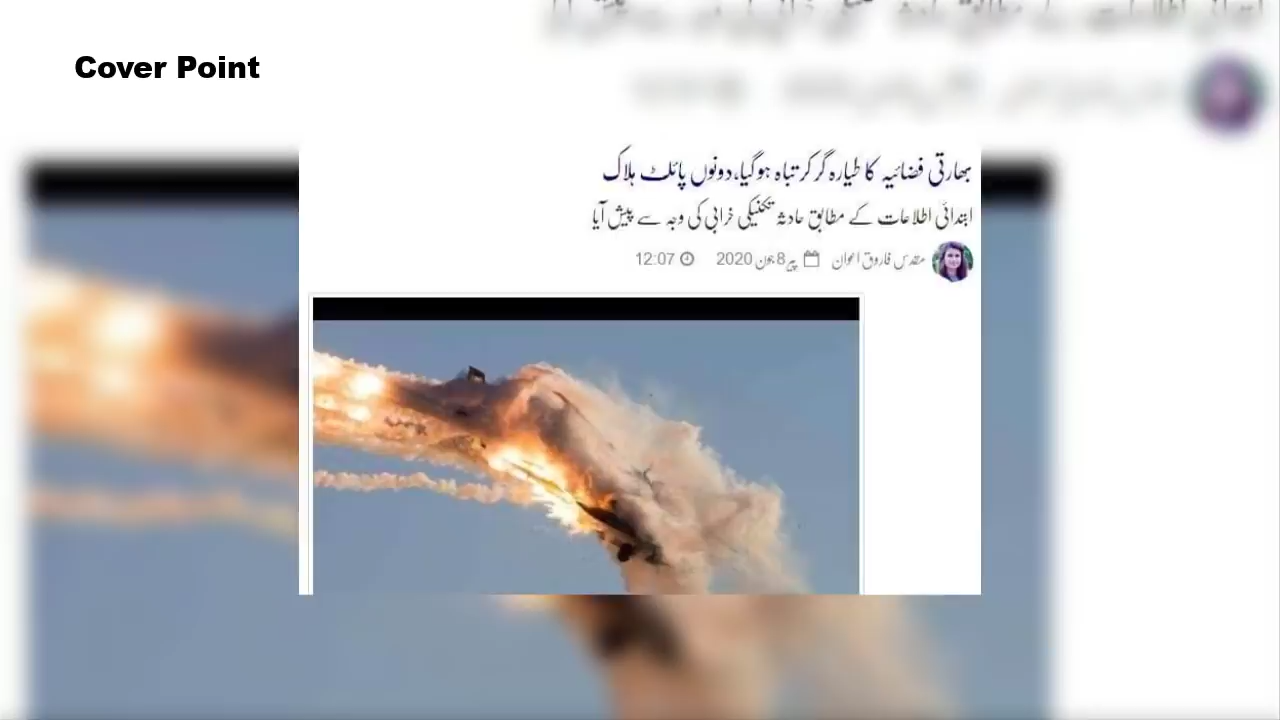 Cover Point
بھارتی فضائیہ کا طیارہ گر کر تباہ ہوگیا،دونوں پائلٹ ہلاک
ابتدائی اطلاعات کے مطابق حادثہ تکنیکی خرابی کی وجہ سے پیش آیا
مقدس فاروق اعوان پیر 8 جون 2020 12:07